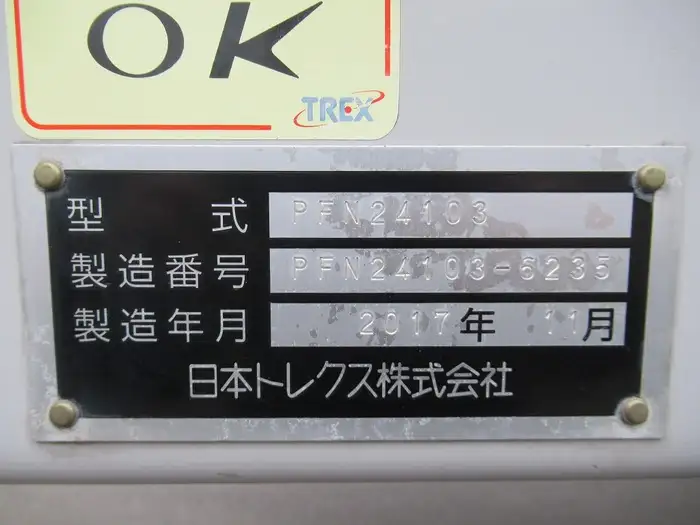 OK
TREX
型 式 PFN24103
製造番号 PFN24103-6235
製造年月 2017年 11月
日本トレクス株式会社